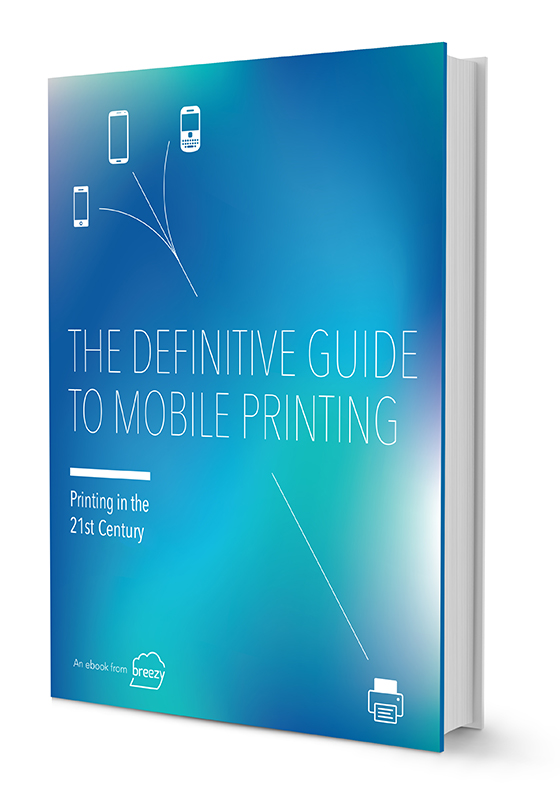 THE DEFINITIVE GUIDE
TO MOBILE PRINTING
Printing in the
21st Century
An ebook from breezy